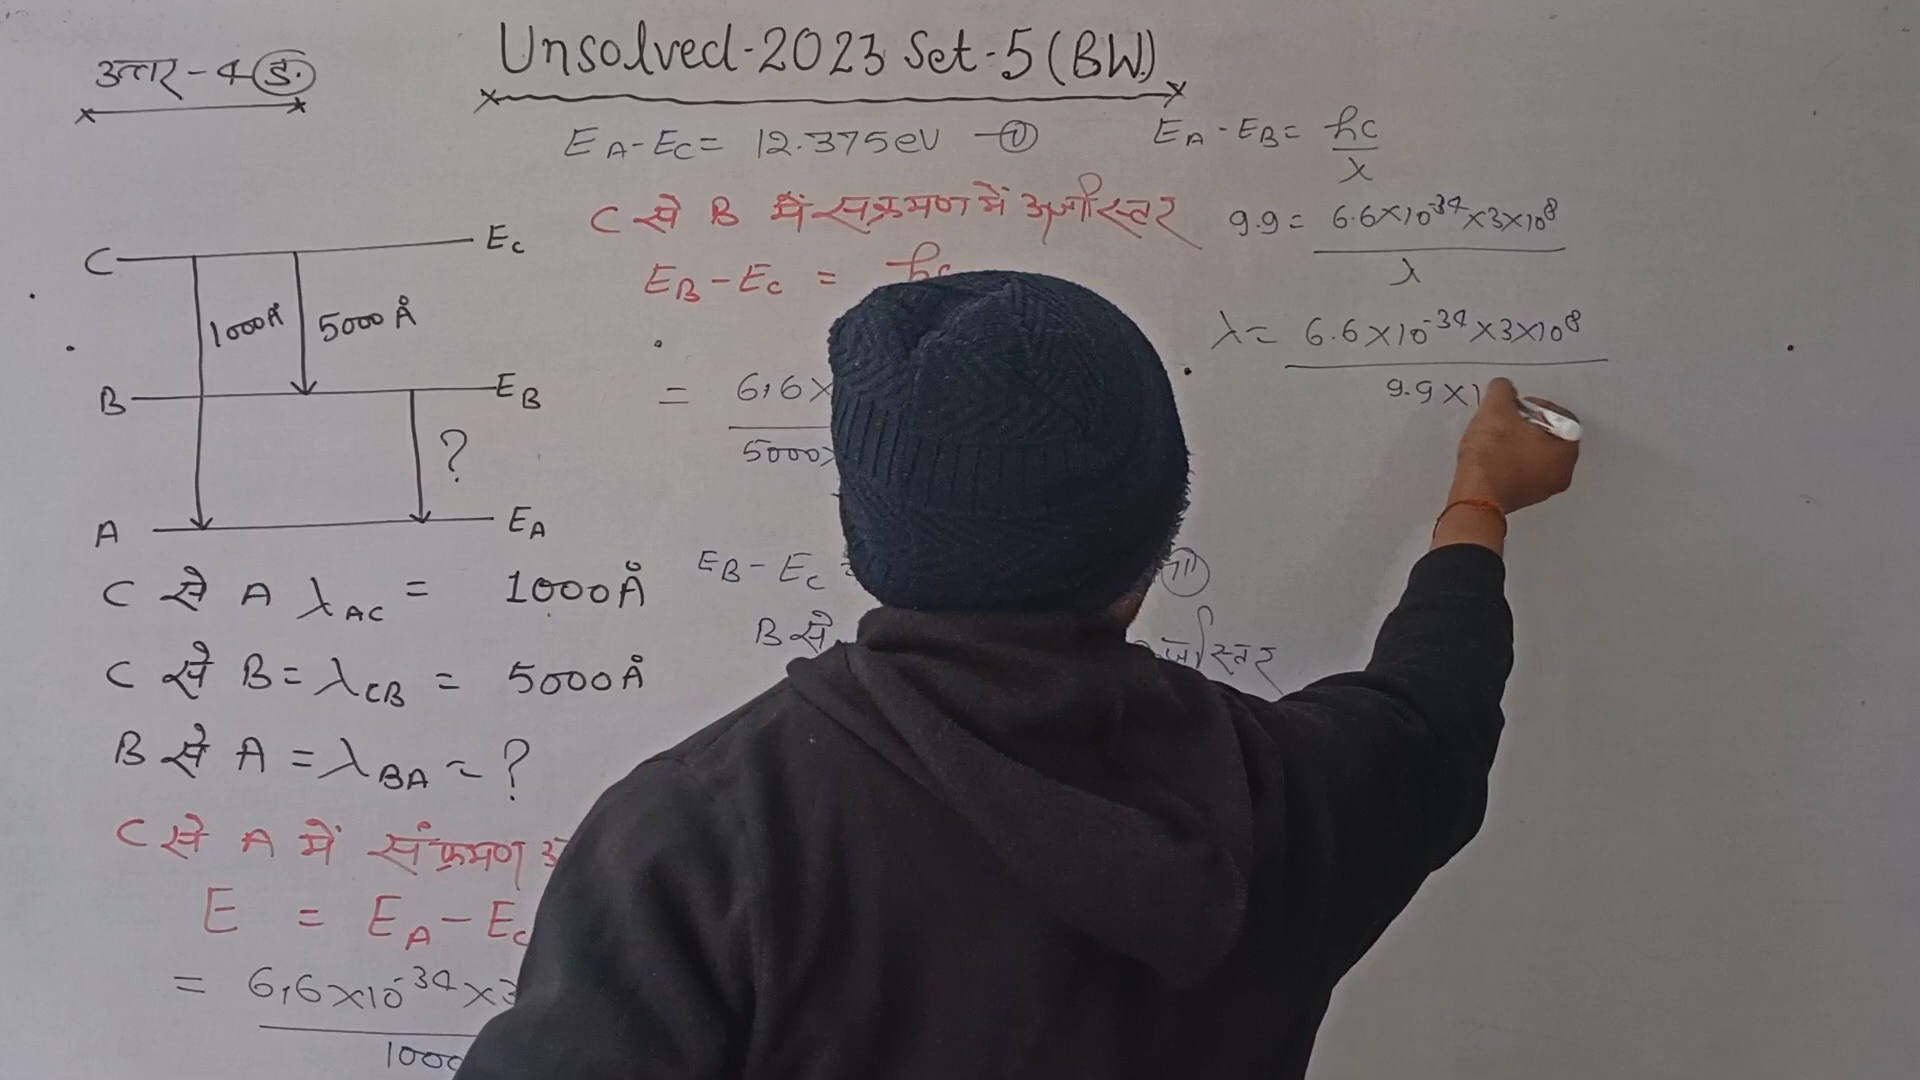 Unsolved-2023 Set-5 (BW)
उत्तर-4 ङ.
C
1000Å
5000 Å
Ec
B
EB
?
A
EA
C से A λAC = 1000Å
C से B = λCB = 5000Å
B से A = λBA = ?
C से A में संक्रमण
E = EA - Ec
= 6.6×10⁻³⁴×3
1000
EA-Ec= 12.375eV
C से B में संक्रमण में ऊर्जास्तर
EB-Ec = hc
= 6.6×
5000×
EB-Ec
B से
EA-EB= hc
λ
9.9= 6.6×10⁻³⁴×3×10⁸
λ
λ= 6.6×10⁻³⁴×3×10⁸
9.9×1